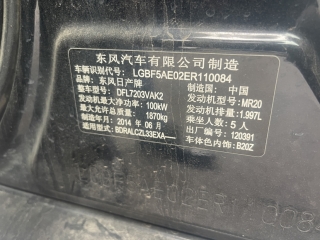 东风汽车有限公司制造
车辆识别代号： LGBF5AE02ER110084
品牌： 东风日产牌 制造国： 中国
整车型号： DFL7203VAK2 发动机型号： MR20
发动机最大净功率： 100kW 发动机排量： 1.997L
最大允许总质量： 1870kg 乘坐人数： 5 人
制造年月： 2014 年 06 月 出厂编号： 120391
适用底盘： BDRALCZL33EXA—— 车体色内饰： B20Z